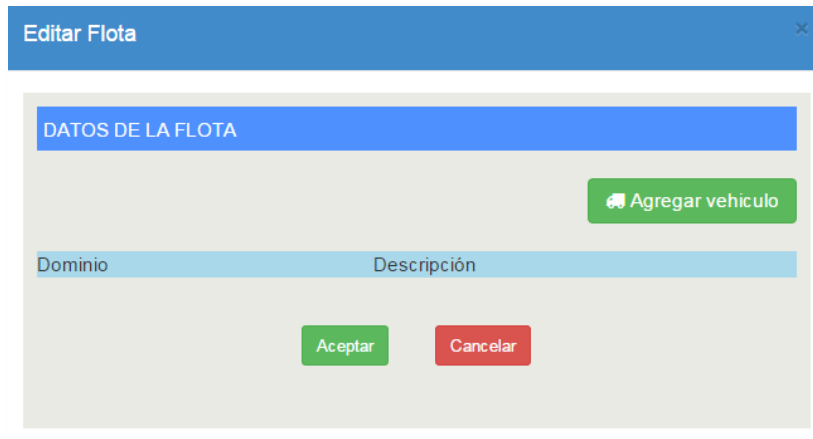 Editar Flota ×
DATOS DE LA FLOTA
Agregar vehiculo
Dominio Descripción
Aceptar Cancelar